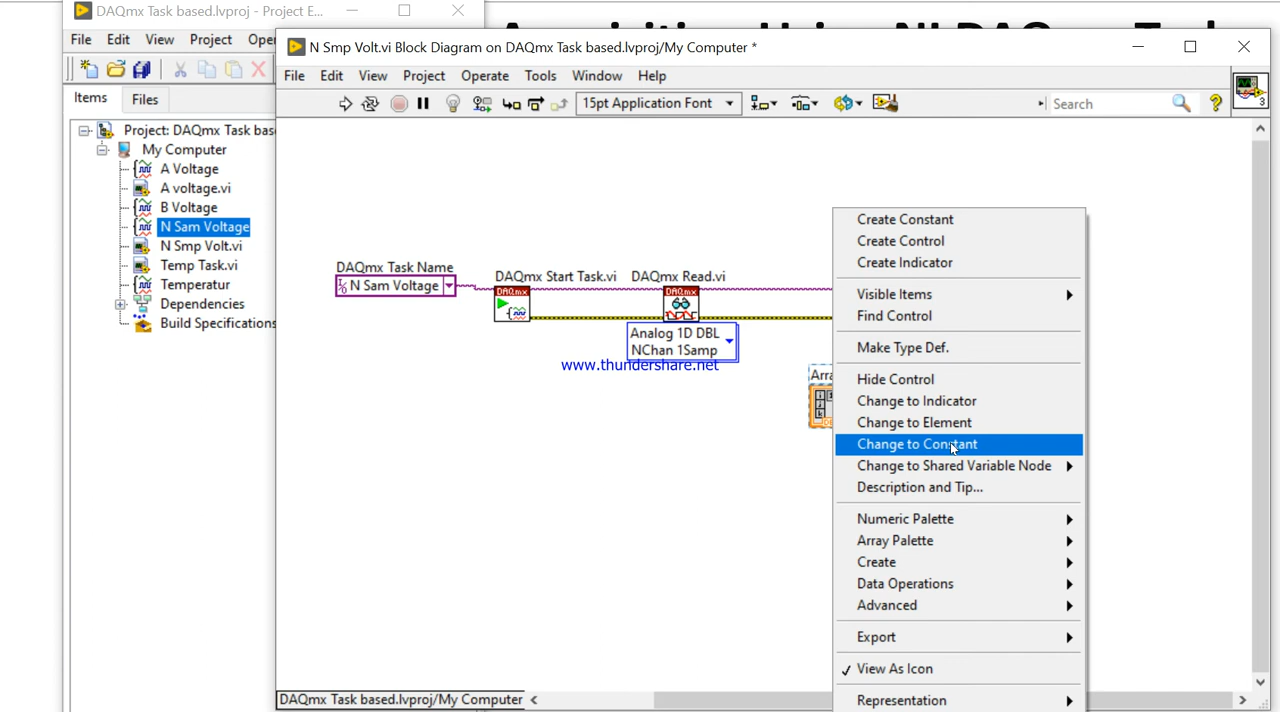 DAQmx Task based.lvproj - Project E...
File Edit View Project
Items Files
Project: DAQmx Task bas
My Computer
A Voltage
A voltage.vi
B Voltage
N Sam Voltage
N Smp Volt.vi
Temp Task.vi
Temperatur
Dependencies
Build Specifications
N Smp Volt.vi Block Diagram on DAQmx Task based.lvproj/My Computer *
File Edit View Project Operate Tools Window Help
15pt Application Font
Search
?
3
DAQmx Task Name
N Sam Voltage
DAQmx Start Task.vi
DAQmx Read.vi
DAQmx
DAQmx
Analog 1D DBL
NChan 1Samp
www.thundershare.net
Arra
Create Constant
Create Control
Create Indicator
Visible Items
Find Control
Make Type Def.
Hide Control
Change to Indicator
Change to Element
Change to Constant
Change to Shared Variable Node
Description and Tip...
Numeric Palette
Array Palette
Create
Data Operations
Advanced
Export
View As Icon
Representation
DAQmx Task based.lvproj/My Computer